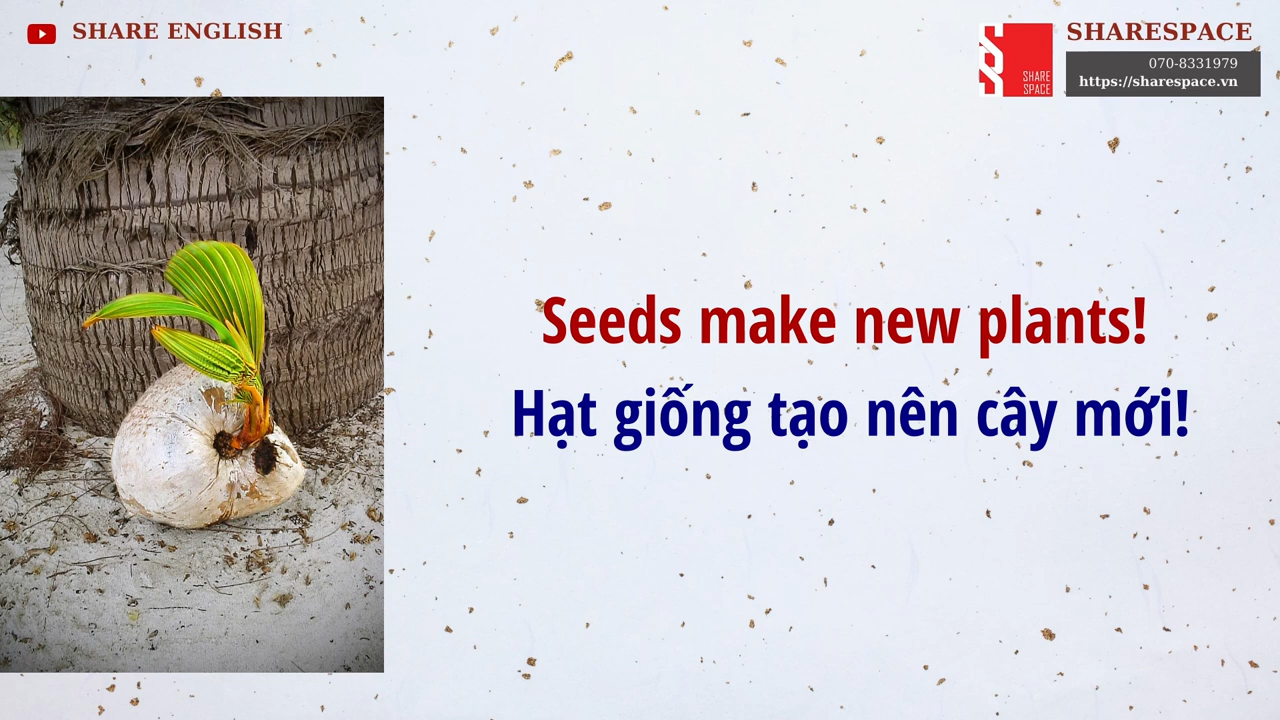 SHARE ENGLISH
SHARESPACE
070-8331979
https://sharespace.vn
SHARE
SPACE
Seeds make new plants!
Hạt giống tạo nên cây mới!